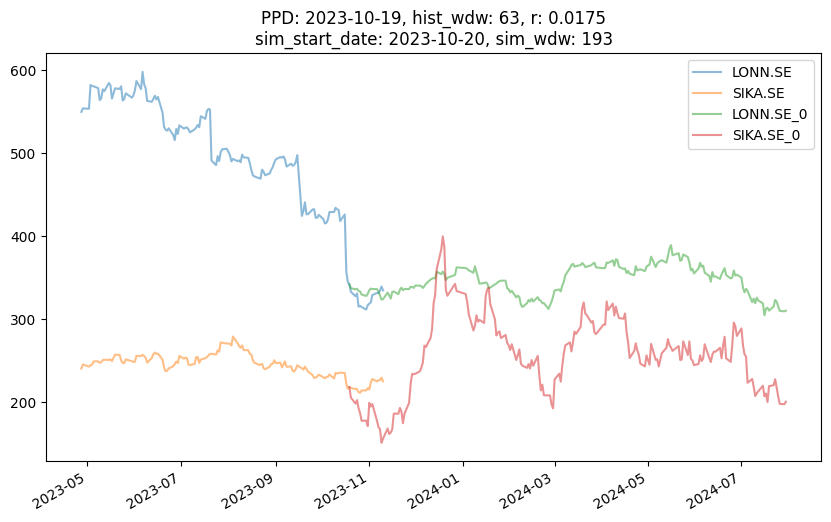 PPD: 2023-10-19, hist_wdw: 63, r: 0.0175
sim_start_date: 2023-10-20, sim_wdw: 193
LONN.SE
SIKA.SE
LONN.SE_0
SIKA.SE_0
600
500
400
300
200
2023-05
2023-07
2023-09
2023-11
2024-01
2024-03
2024-05
2024-07